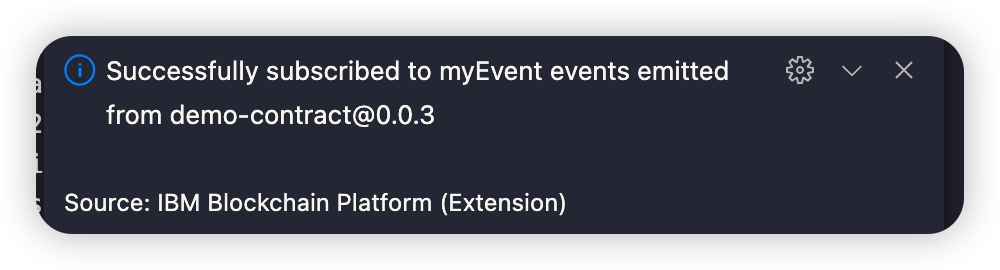 Successfully subscribed to myEvent events emitted
from demo-contract@0.0.3
Source: IBM Blockchain Platform (Extension)